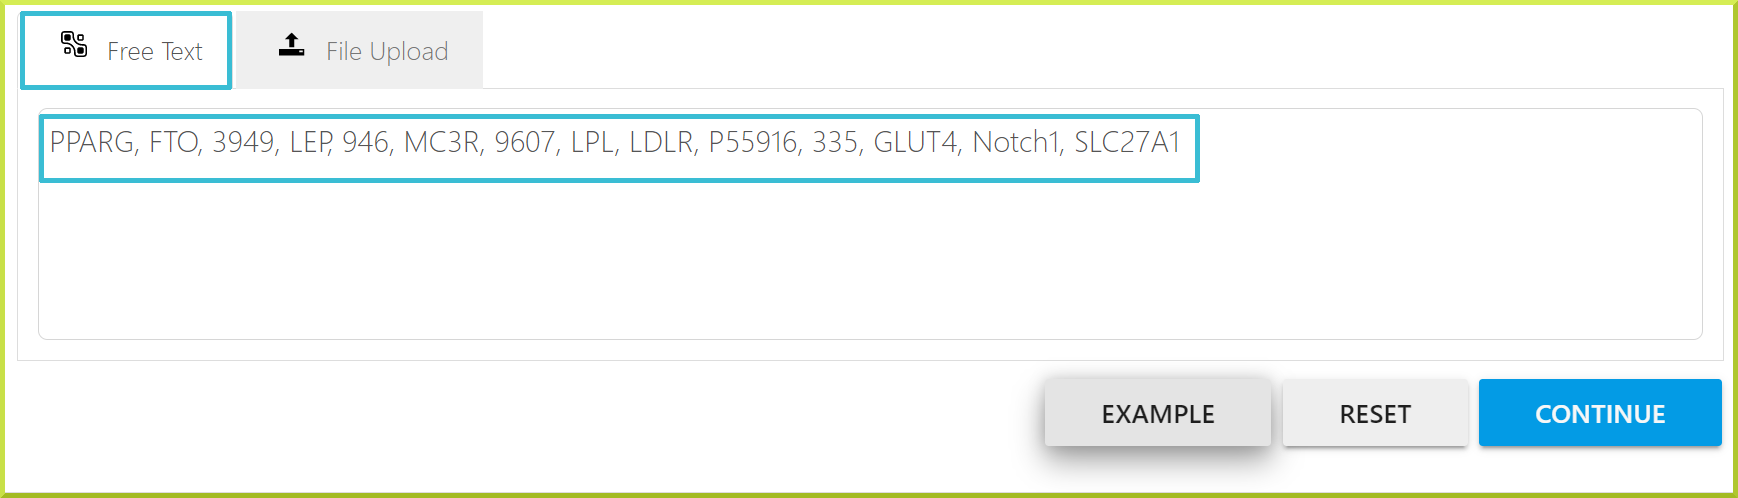 Free Text
File Upload
PPARG, FTO, 3949, LEP, 946, MC3R, 9607, LPL, LDLR, P55916, 335, GLUT4, Notch1, SLC27A1
EXAMPLE
RESET
CONTINUE